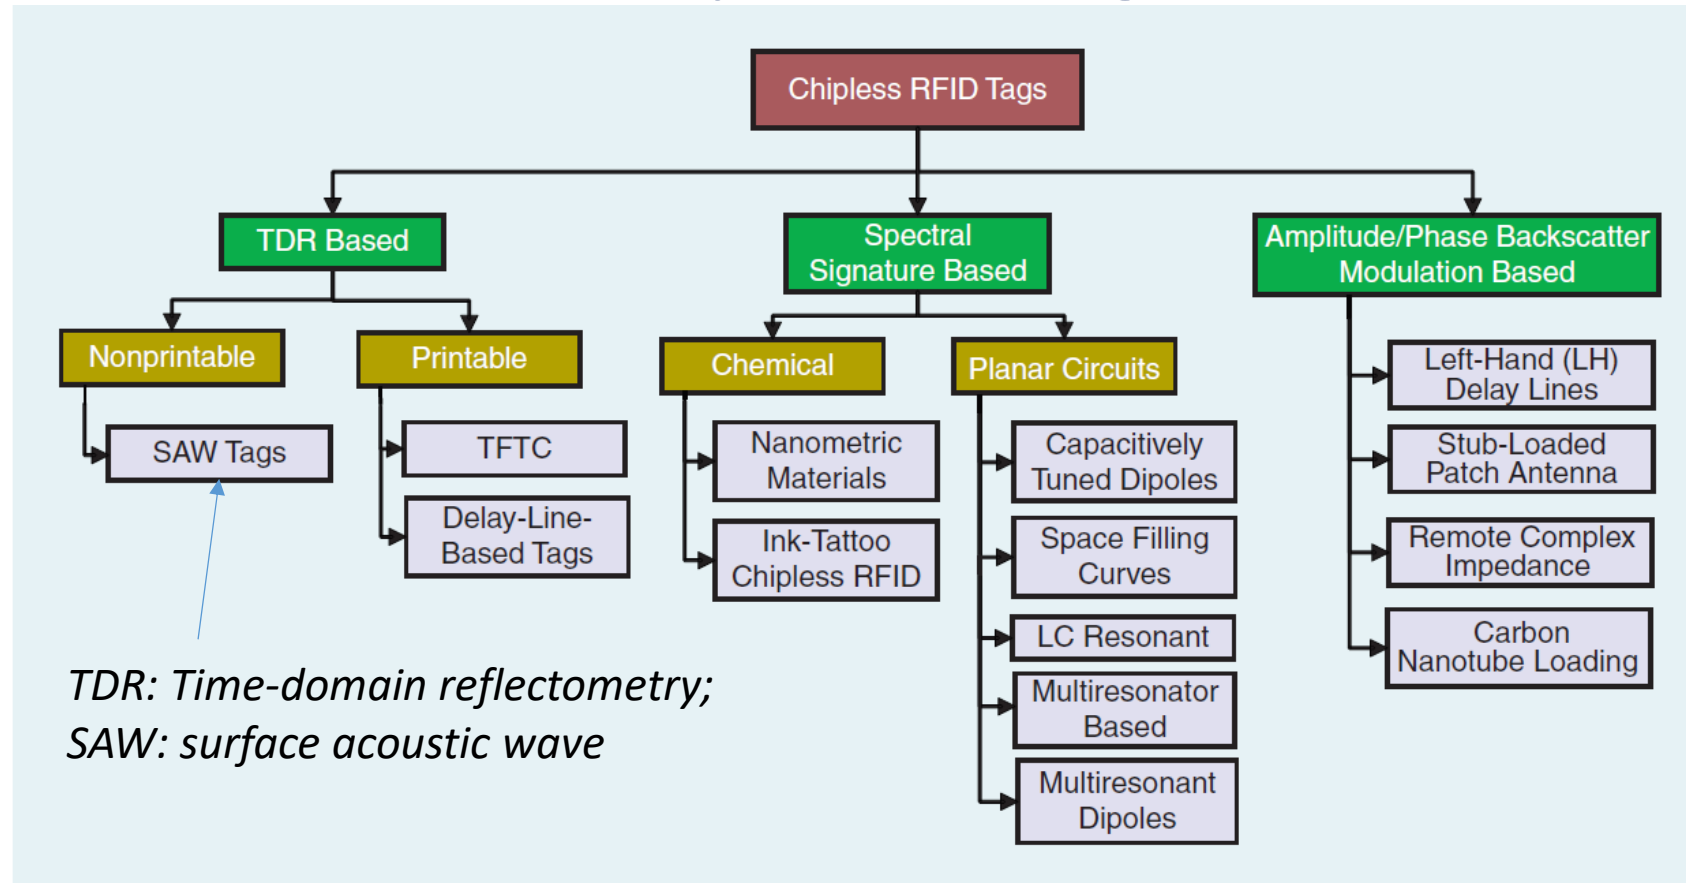 Chipless RFID Tags
TDR Based
Spectral
Signature Based
Amplitude/Phase Backscatter
Modulation Based
Nonprintable
Printable
Chemical
Planar Circuits
SAW Tags
TFTC
Delay-Line-
Based Tags
Nanometric
Materials
Ink-Tattoo
Chipless RFID
Capacitively
Tuned Dipoles
Space Filling
Curves
LC Resonant
Multiresonator
Based
Multiresonant
Dipoles
Left-Hand (LH)
Delay Lines
Stub-Loaded
Patch Antenna
Remote Complex
Impedance
Carbon
Nanotube Loading
TDR: Time-domain reflectometry;
SAW: surface acoustic wave